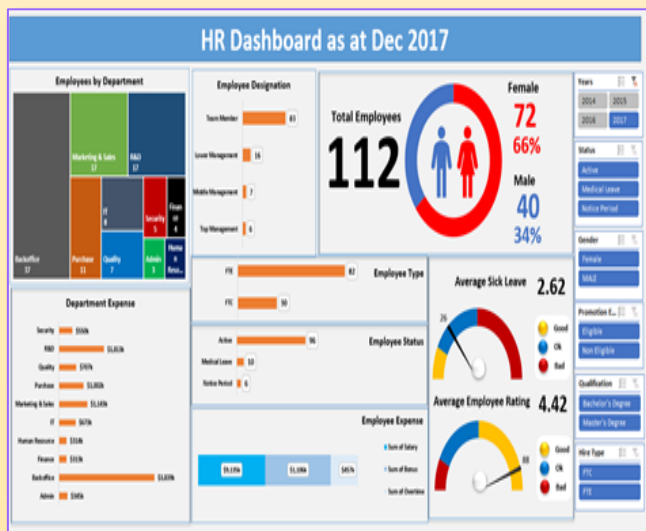 HR Dashboard as at Dec 2017
Employees by Department
Marketing & Sales
17
R&D
17
IT
Security
5
Backoffice
37
Purchase
11
Quality
7
Admin
3
Employee Designation
Team Member
83
Lower Management
16
Middle Management
7
Top Management
6
Total Employees
112
Female
72
66%
Male
40
34%
Years
2014
2015
2016
2017
Status
Active
Medical Leave
Notice Period
Gender
Female
MALE
Promotion E...
Eligible
Non Eligible
Qualification
Bachelor's Degree
Master's Degree
Hire Type
FTC
FTE
Employee Type
FTE
82
FTC
30
Employee Status
Active
96
Medical Leave
10
Notice Period
6
Employee Expense
Sum of Salary
Sum of Bonus
Sum of Overtime
Average Sick Leave
2.62
26
Good
Ok
Bad
Average Employee Rating
4.42
88
Good
Ok
Bad
Department Expense
Security
R&D
Quality
Purchase
Marketing & Sales
IT
Human Resource
Finance
Backoffice
Admin